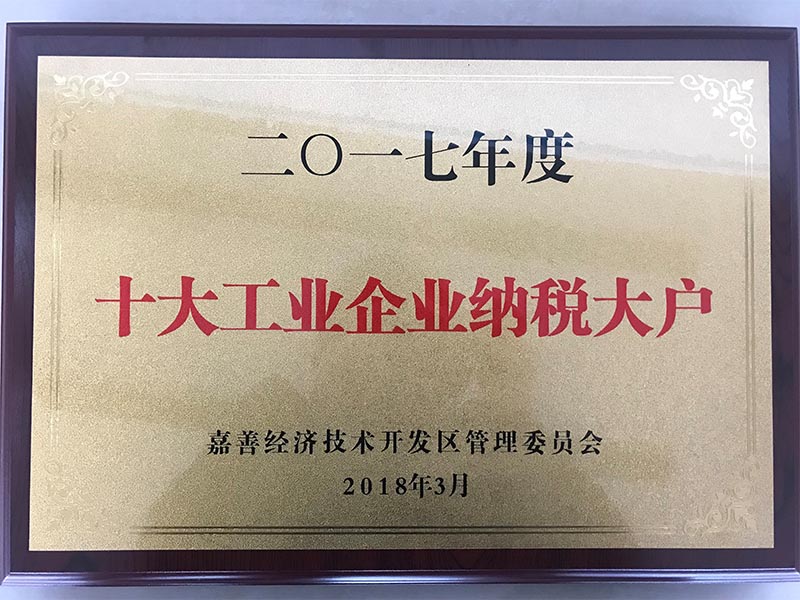 二〇一七年度
十大工业企业纳税大户
嘉善经济技术开发区管理委员会
2018年3月